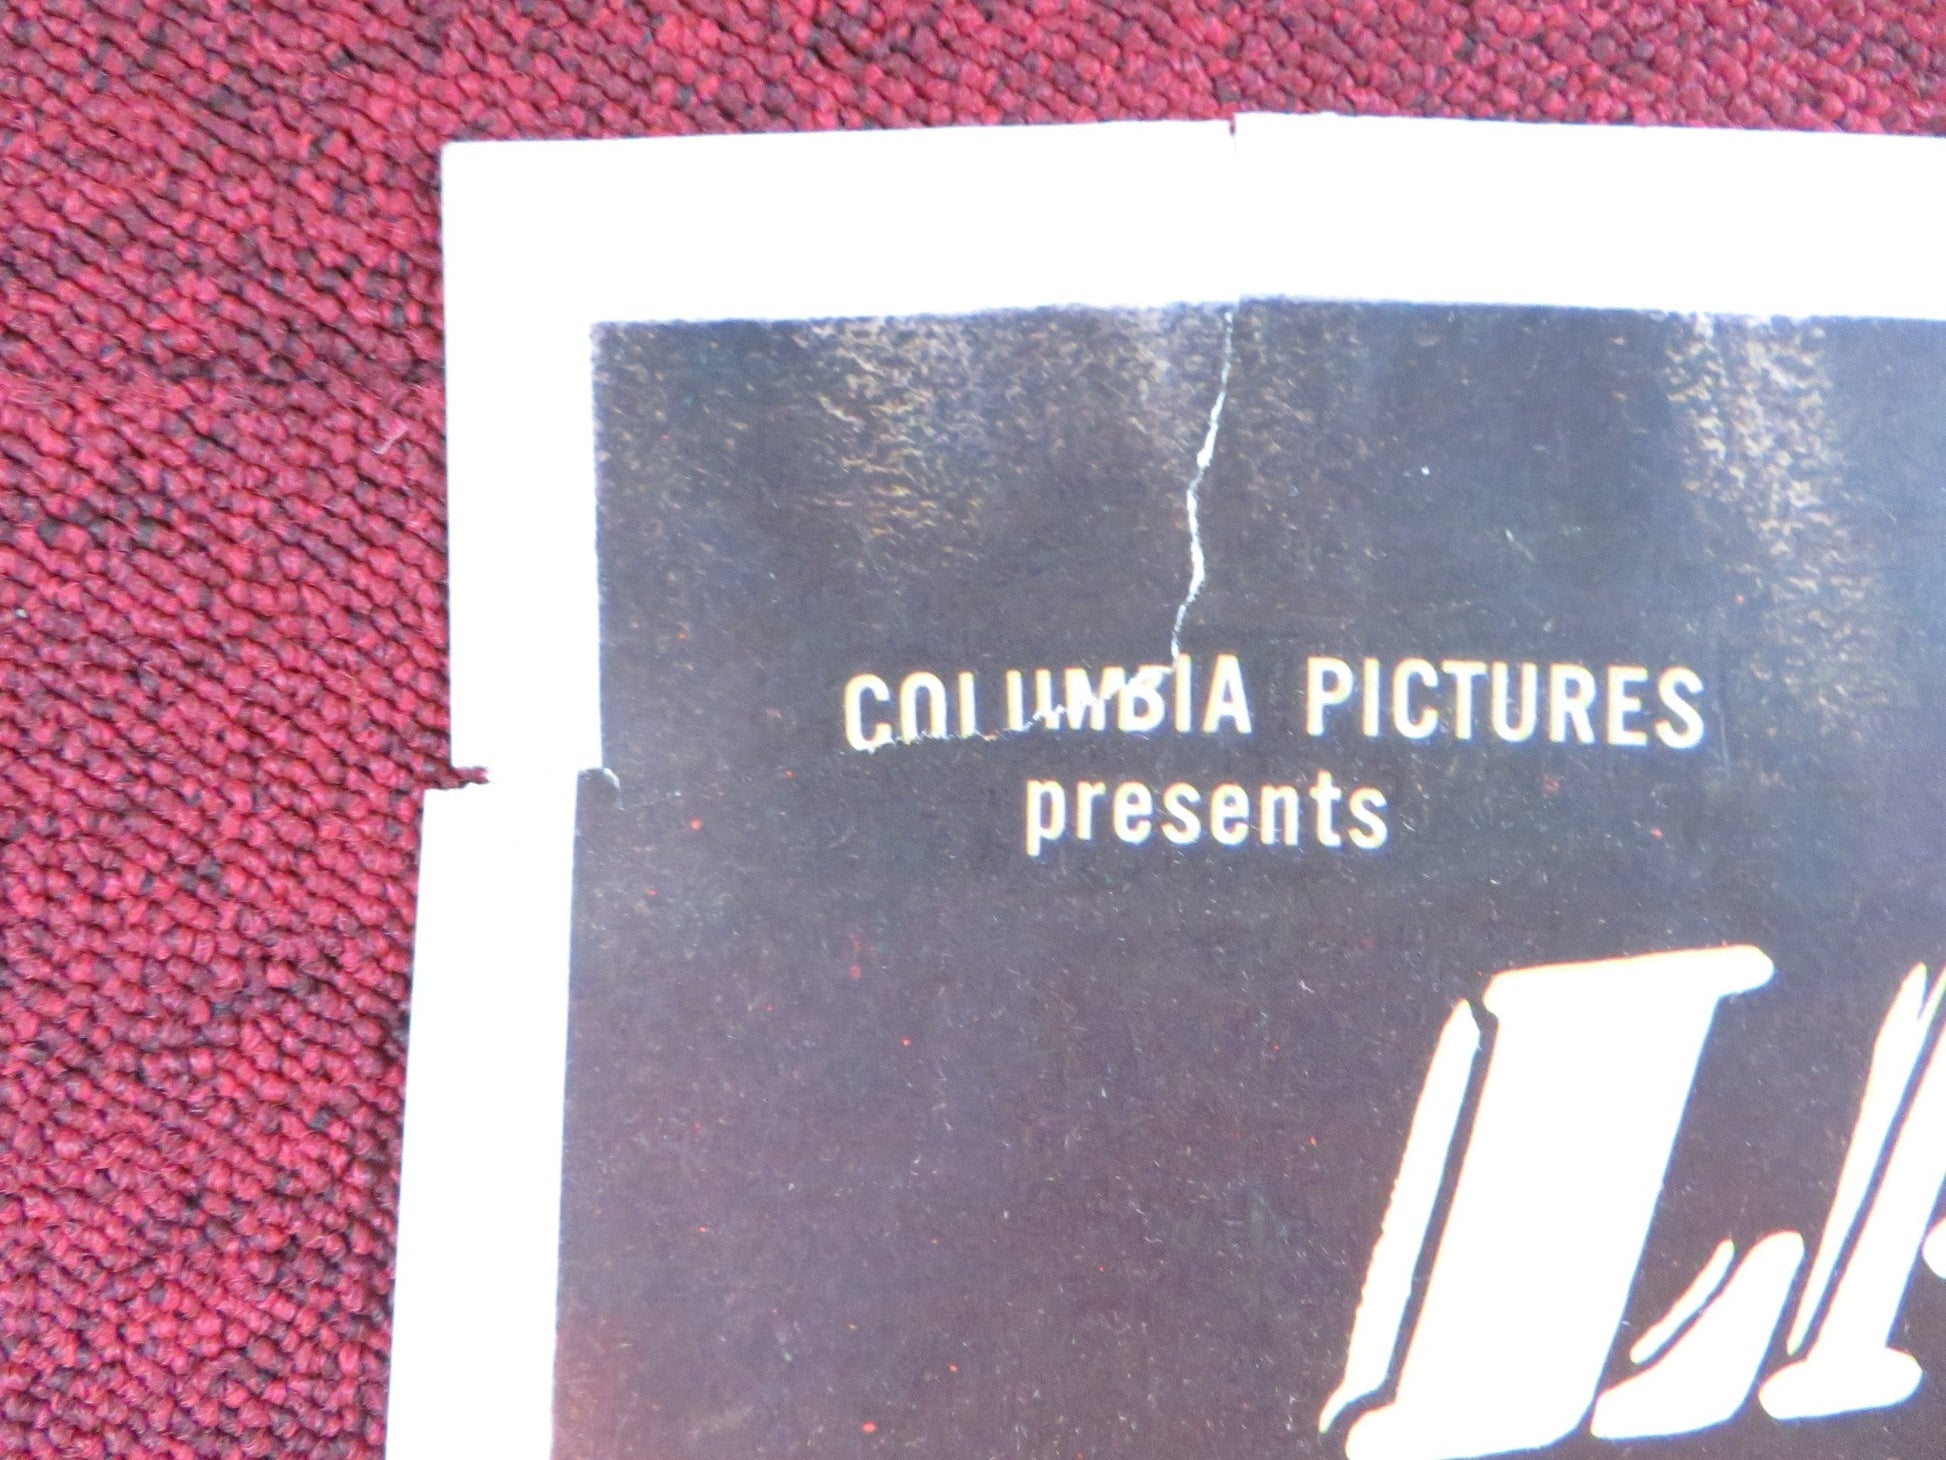 COLUMBIA PICTURES
presents
L